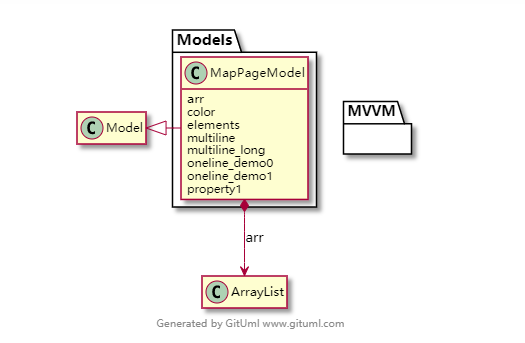 Models
C MapPageModel
arr
color
elements
multiline
multiline_long
oneline_demo0
oneline_demo1
property1
C Model
MVVM
arr
C ArrayList
Generated by GitUml www.gituml.com